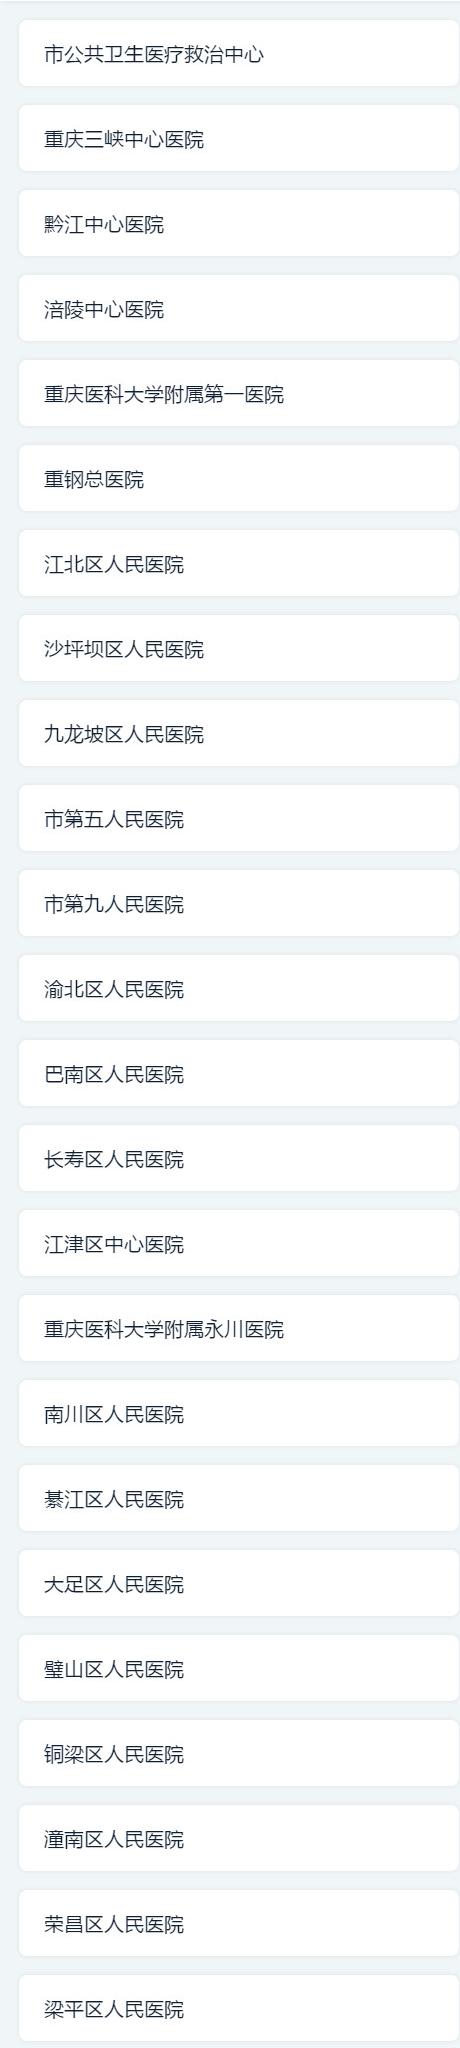 市公共卫生医疗救治中心
重庆三峡中心医院
黔江中心医院
涪陵中心医院
重庆医科大学附属第一医院
重钢总医院
江北区人民医院
沙坪坝区人民医院
九龙坡区人民医院
市第五人民医院
市第九人民医院
渝北区人民医院
巴南区人民医院
长寿区人民医院
江津区中心医院
重庆医科大学附属永川医院
南川区人民医院
綦江区人民医院
大足区人民医院
璧山区人民医院
铜梁区人民医院
潼南区人民医院
荣昌区人民医院
梁平区人民医院